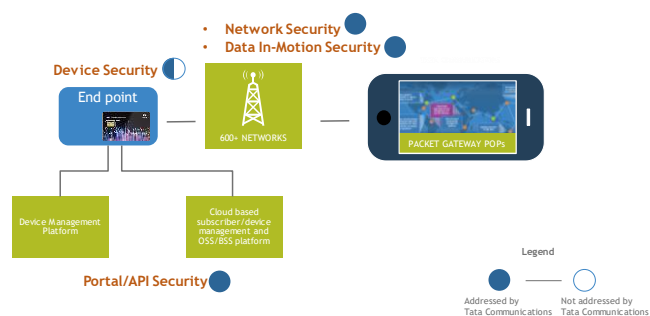 • Network Security
• Data In-Motion Security
Device Security
End point
600+ NETWORKS
PACKET GATEWAY POPs
Device Management
Platform
Cloud based
subscriber/device
management and
OSS/BSS platform
Portal/API Security
Legend
Addressed by
Tata Communications
Not addressed by
Tata Communications